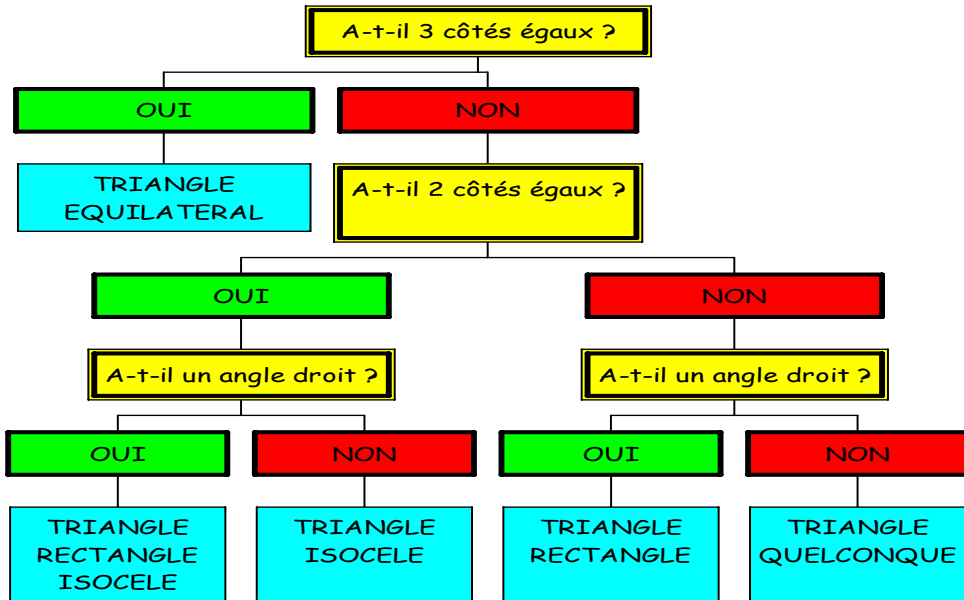 A-t-il 3 côtés égaux ?
OUI
NON
TRIANGLE
EQUILATERAL
A-t-il 2 côtés égaux ?
OUI
NON
A-t-il un angle droit ?
A-t-il un angle droit ?
OUI
NON
OUI
NON
TRIANGLE
RECTANGLE
ISOCELE
TRIANGLE
ISOCELE
TRIANGLE
RECTANGLE
TRIANGLE
QUELCONQUE